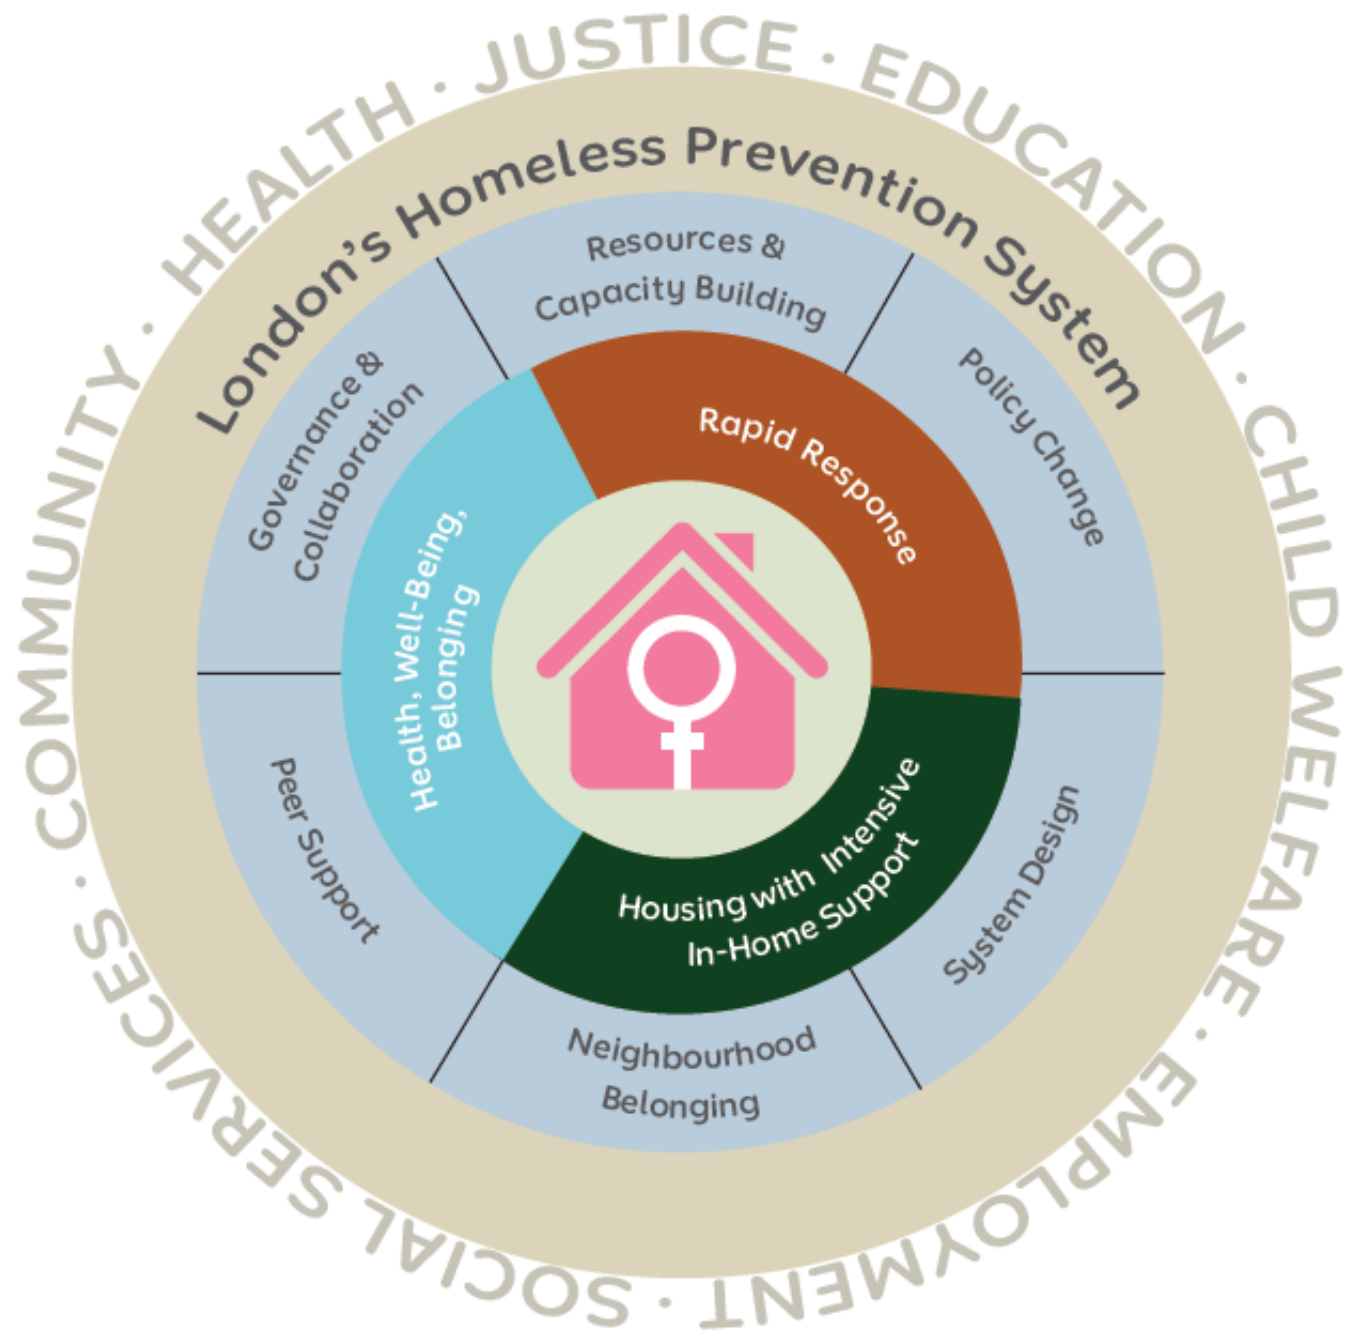 HEALTH · JUSTICE · EDUCATION · CHILD WELFARE · EMPLOYMENT · SOCIAL SERVICES · COMMUNITY ·
London’s Homeless Prevention System
Resources &
Capacity Building
Policy Change
System Design
Neighbourhood
Belonging
Peer Support
Governance &
Collaboration
Rapid Response
Housing with Intensive
In-Home Support
Health, Well-Being,
Belonging